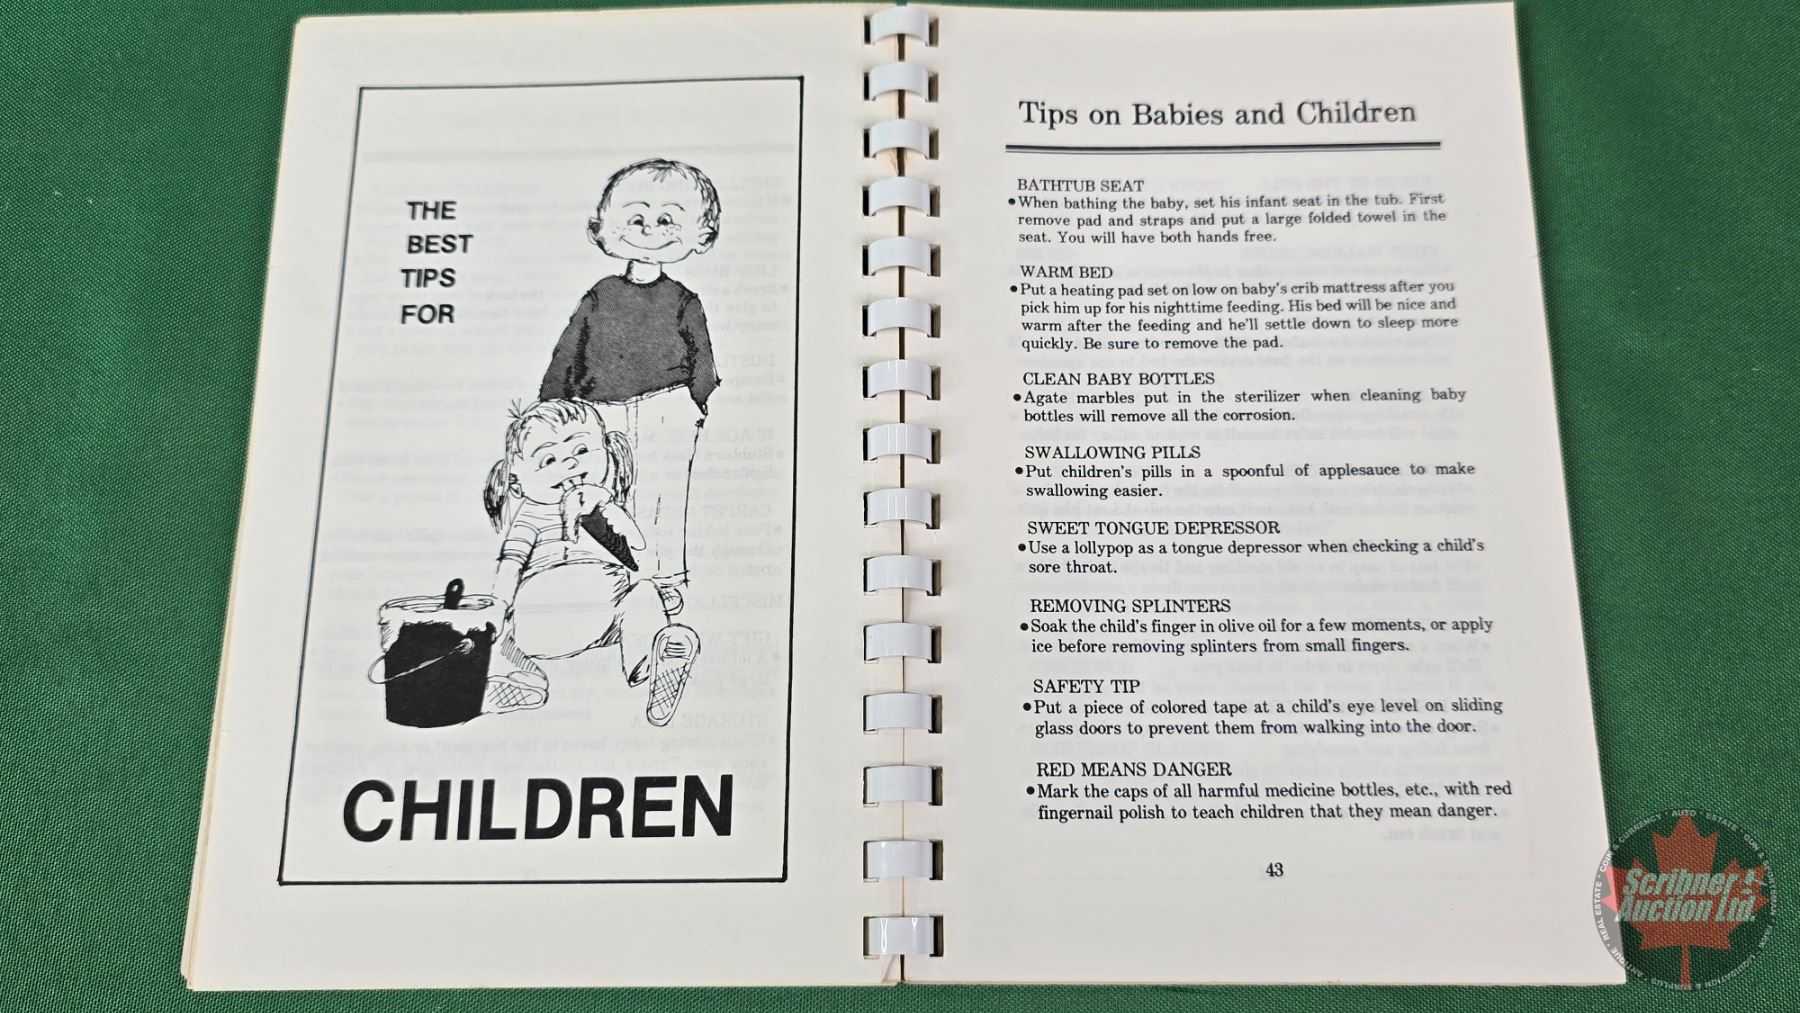 THE
BEST
TIPS
FOR
CHILDREN
Tips on Babies and Children
BATHTUB SEAT
•When bathing the baby, set his infant seat in the tub. First
remove pad and straps and put a large folded towel in the
seat. You will have both hands free.
WARM BED
•Put a heating pad set on low on baby's crib mattress after you
pick him up for his nighttime feeding. His bed will be nice and
warm after the feeding and he'll settle down to sleep more
quickly. Be sure to remove the pad.
CLEAN BABY BOTTLES
•Agate marbles put in the sterilizer when cleaning baby
bottles will remove all the corrosion.
SWALLOWING PILLS
•Put children's pills in a spoonful of applesauce to make
swallowing easier.
SWEET TONGUE DEPRESSOR
•Use a lollypop as a tongue depressor when checking a child's
sore throat.
REMOVING SPLINTERS
•Soak the child's finger in olive oil for a few moments, or apply
ice before removing splinters from small fingers.
SAFETY TIP
•Put a piece of colored tape at a child's eye level on sliding
glass doors to prevent them from walking into the door.
RED MEANS DANGER
•Mark the caps of all harmful medicine bottles, etc., with red
fingernail polish to teach children that they mean danger.
43
Scribner
Auction Ltd.
REAL ESTATE · COIN & CURRENCY · AUTO · ESTATE · GUN &
ANTIQUE
LIQUIDATION & SURPLUS